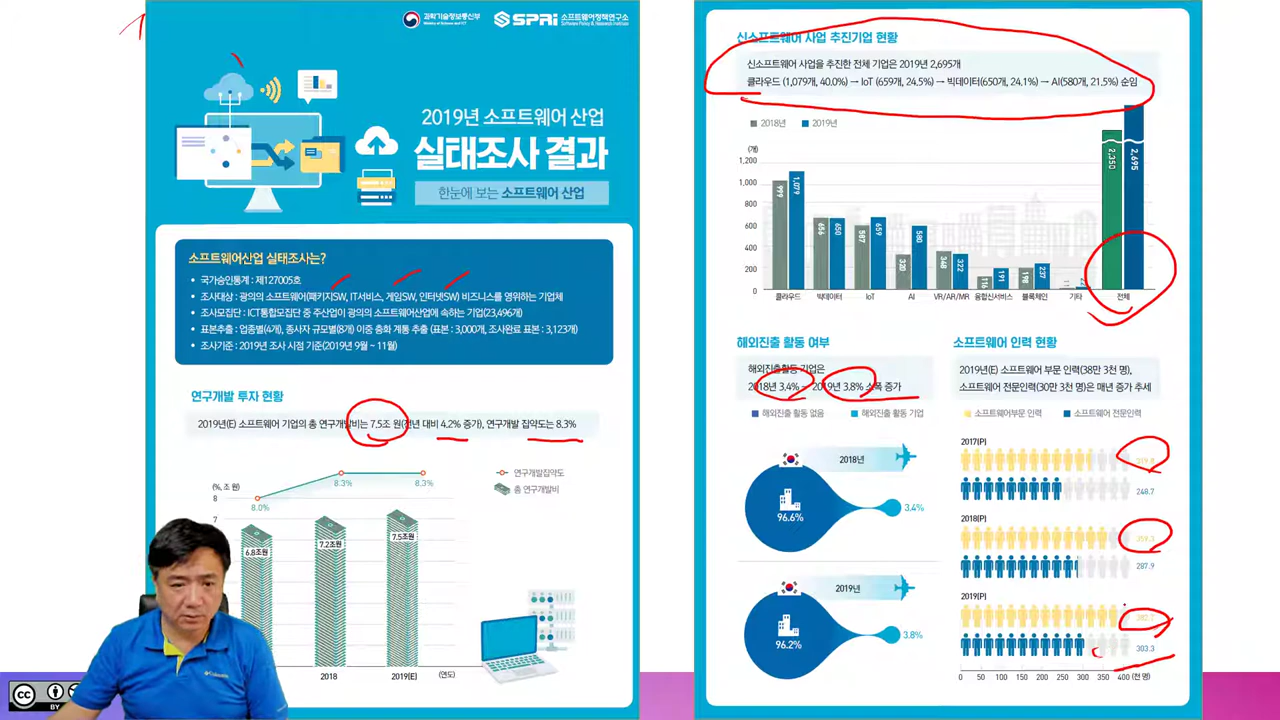 과학기술정보통신부
Ministry of Science and ICT
SPRi 소프트웨어정책연구소
Software Policy & Research Institute
2019년 소프트웨어 산업
실태조사 결과
한눈에 보는 소프트웨어 산업
소프트웨어산업 실태조사는?
• 국가승인통계 : 제127005호
• 조사대상 : 광의의 소프트웨어(패키지SW, IT서비스, 게임SW, 인터넷SW) 비즈니스를 영위하는 기업체
• 조사모집단 : ICT통합모집단 중 주산업이 광의의 소프트웨어산업에 속하는 기업(23,496개)
• 표본추출 : 업종별(4개), 종사자 규모별(8개) 이중 층화 계통 추출 (표본 : 3,000개, 조사완료 표본 : 3,123개)
• 조사기준 : 2019년 조사 시점 기준(2019년 9월 ~ 11월)
연구개발 투자 현황
2019년(E) 소프트웨어 기업의 총 연구개발비는 7.5조 원(전년 대비 4.2% 증가), 연구개발 집약도는 8.3%
연구개발집약도
총 연구개발비
(%, 조 원)
8
7
8.0%
8.3%
8.3%
6.8조원
7.2조원
7.5조원
2018
2019(E)
(연도)
CC
BY
신소프트웨어 사업 추진기업 현황
신소프트웨어 사업을 추진한 전체 기업은 2019년 2,695개
클라우드 (1,079개, 40.0%) → IoT (659개, 24.5%) → 빅데이터(650개, 24.1%) → AI(580개, 21.5%) 순임
2018년
2019년
(개)
1,200
1,000
800
600
400
200
0
999
1,079
656
650
587
659
320
580
348
322
116
191
198
237
2,350
2,695
클라우드
빅데이터
IoT
AI
VR/AR/MR
융합신서비스
블록체인
기타
전체
해외진출 활동 여부
해외진출활동 기업은
2018년 3.4% → 2019년 3.8% 소폭 증가
해외진출 활동 없음
해외진출 활동 기업
2018년
96.6%
3.4%
2019년
96.2%
3.8%
소프트웨어 인력 현황
2019년(E) 소프트웨어 부문 인력(38만 3천 명),
소프트웨어 전문인력(30만 3천 명)은 매년 증가 추세
소프트웨어부문 인력
소프트웨어 전문인력
2017(P)
248.7
2018(P)
287.9
2019(P)
303.3
0 50 100 150 200 250 300 350 400 (천 명)